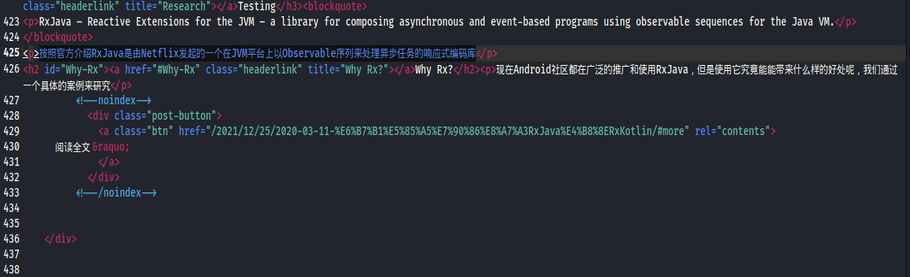 class="headerlink" title="Research"></a>Testing</h3><blockquote>
423 <p>RxJava – Reactive Extensions for the JVM – a library for composing asynchronous and event-based programs using observable sequences for the Java VM.</p>
424 </blockquote>
425 <p>按照官方介绍RxJava是由Netflix发起的一个在JVM平台上以Observable序列来处理异步任务的响应式编码库</p>
426 <h2 id="Why-Rx"><a href="#Why-Rx" class="headerlink" title="Why Rx?"></a>Why Rx?</h2><p>现在Android社区都在广泛的推广和使用RxJava，但是使用它究竟能能带来什么样的好处呢，我们通过
一个具体的案例来研究</p>
427 <!--noindex-->
428 <div class="post-button">
429 <a class="btn" href="/2021/12/25/2020-03-11-%E6%B7%B1%E5%85%A5%E7%90%86%E8%A7%A3RxJava%E4%B8%8ERxKotlin/#more" rel="contents">
430 阅读全文 &raquo;
431 </a>
432 </div>
433 <!--/noindex-->
434
435
436 </div>
437
438